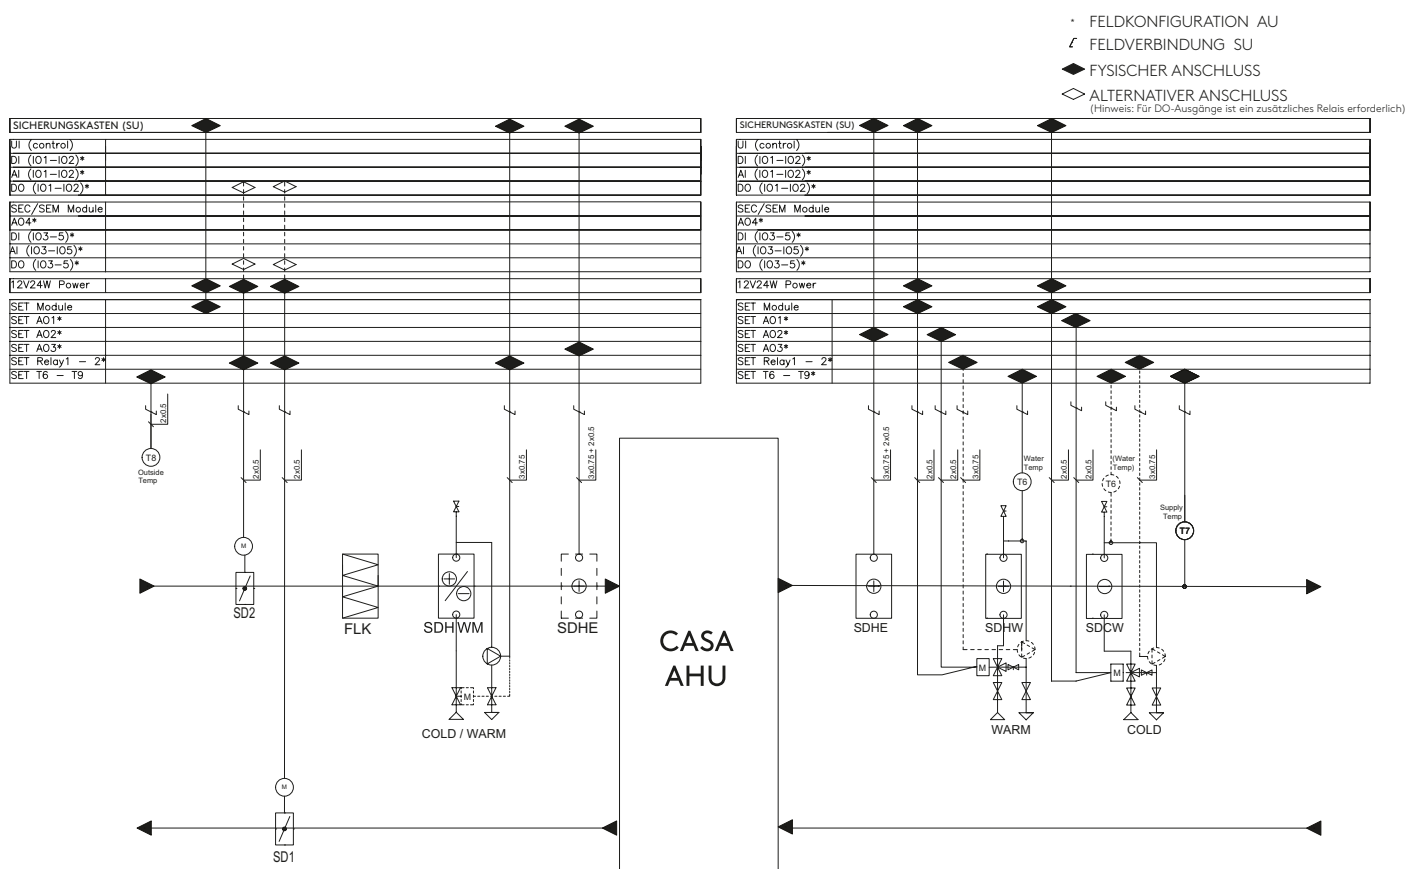 FELDKONFIGURATION AU
FELDVERBINDUNG SU
FYSISCHER ANSCHLUSS
ALTERNATIVER ANSCHLUSS
(Hinweis: Für DO-Ausgänge ist ein zusätzliches Relais erforderlich)
SICHERUNGSKASTEN (SU)
UI (control)
DI (I01-I02)*
AI (I01-I02)*
DO (I01-I02)*
SEC/SEM Module
AO4*
DI (I03-5)*
AI (I03-I05)*
DO (I03-5)*
12V24W Power
SET Module
SET AO1*
SET AO2*
SET AO3*
SET Relay1 - 2*
SET T6 - T9
SICHERUNGSKASTEN (SU)
UI (control)
DI (I01-I02)*
AI (I01-I02)*
DO (I01-I02)*
SEC/SEM Module
AO4*
DI (I03-5)*
AI (I03-I05)*
DO (I03-5)*
12V24W Power
SET Module
SET AO1*
SET AO2*
SET AO3*
SET Relay1 - 2*
SET T6 - T9*
2x0.5
T8
Outside
Temp
2x0.5
2x0.5
3x0.75
3x0.75 + 2x0.5
M
SD2
FLK
SDHWM
SDHE
M
COLD / WARM
M
SD1
CASA
AHU
3x0.75 + 2x0.5
2x0.5
2x0.5
3x0.75
Water
Temp
T6
2x0.5
2x0.5
(Water
Temp)
T6
3x0.75
Supply
Temp
T7
SDHE
SDHW
SDCW
M
M
WARM
COLD